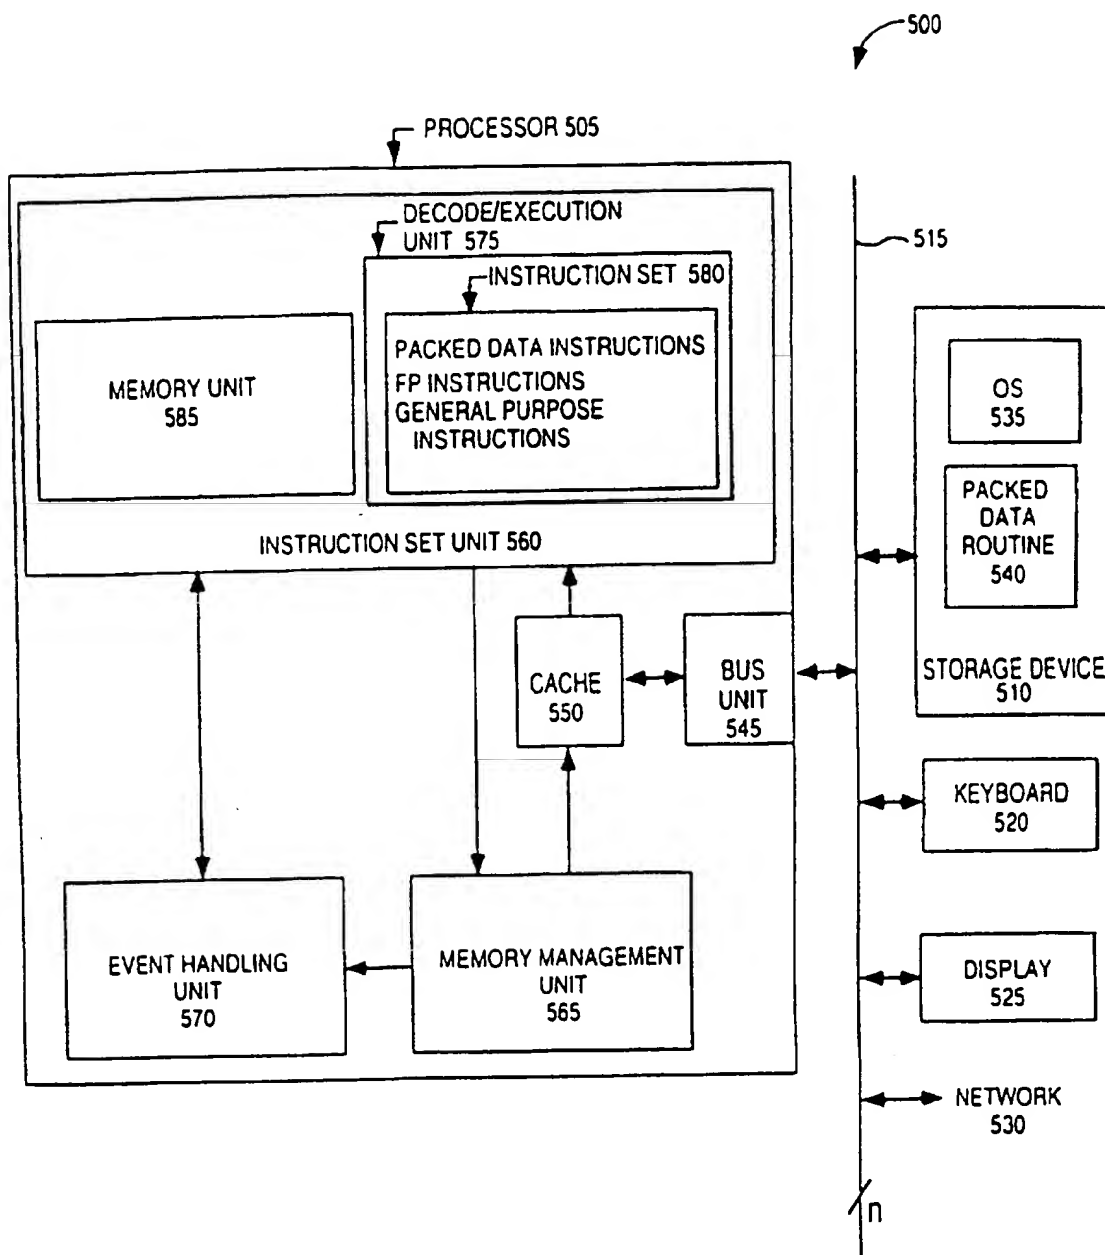 500
PROCESSOR 505
DECODE/EXECUTION
UNIT 575
515
INSTRUCTION SET 580
PACKED DATA INSTRUCTIONS
FP INSTRUCTIONS
GENERAL PURPOSE
INSTRUCTIONS
MEMORY UNIT
585
INSTRUCTION SET UNIT 560
OS
535
PACKED
DATA
ROUTINE
540
STORAGE DEVICE
510
CACHE
550
BUS
UNIT
545
KEYBOARD
520
EVENT HANDLING
UNIT
570
MEMORY MANAGEMENT
UNIT
565
DISPLAY
525
NETWORK
530
n